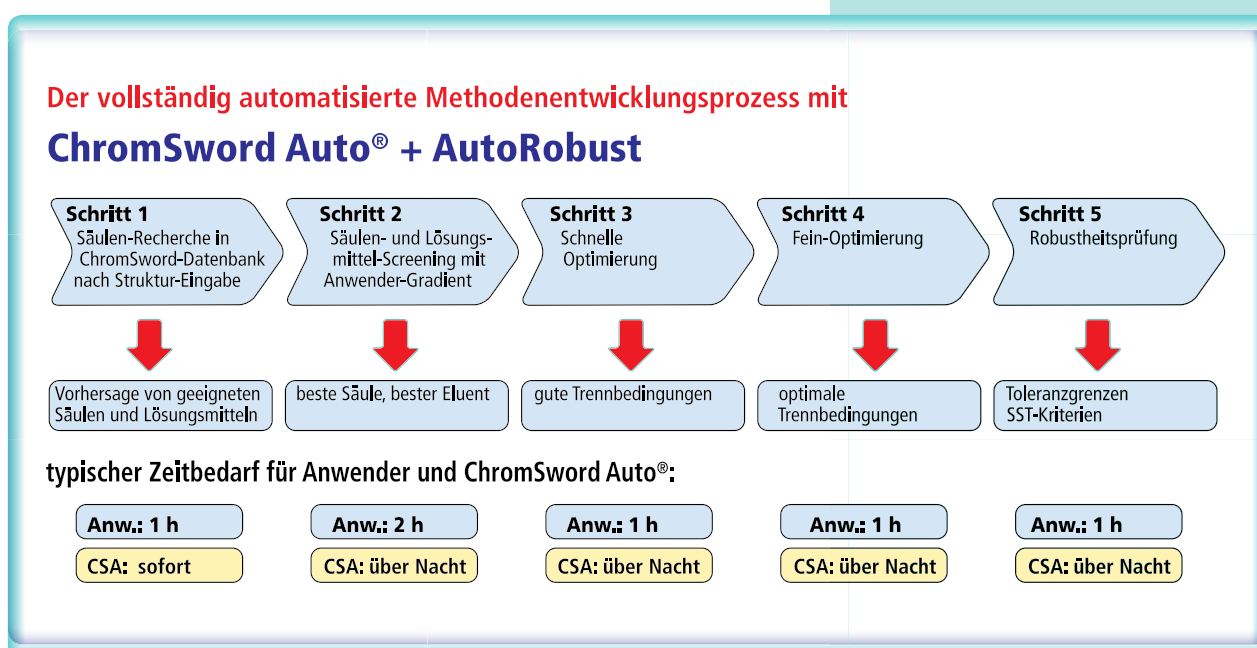 Der vollständig automatisierte Methodenentwicklungsprozess mit
ChromSword Auto® + AutoRobust
Schritt 1
Säulen-Recherche in
ChromSword-Datenbank
nach Struktur-Eingabe
Schritt 2
Säulen- und Lösungs-
mittel-Screening mit
Anwender-Gradient
Schritt 3
Schnelle
Optimierung
Schritt 4
Fein-Optimierung
Schritt 5
Robustheitsprüfung
Vorhersage von geeigneten
Säulen und Lösungsmitteln
beste Säule, bester Eluent
gute Trennbedingungen
optimale
Trennbedingungen
Toleranzgrenzen
SST-Kriterien
typischer Zeitbedarf für Anwender und ChromSword Auto®:
Anw.: 1 h
Anw.: 2 h
Anw.: 1 h
Anw.: 1 h
Anw.: 1 h
CSA: sofort
CSA: über Nacht
CSA: über Nacht
CSA: über Nacht
CSA: über Nacht